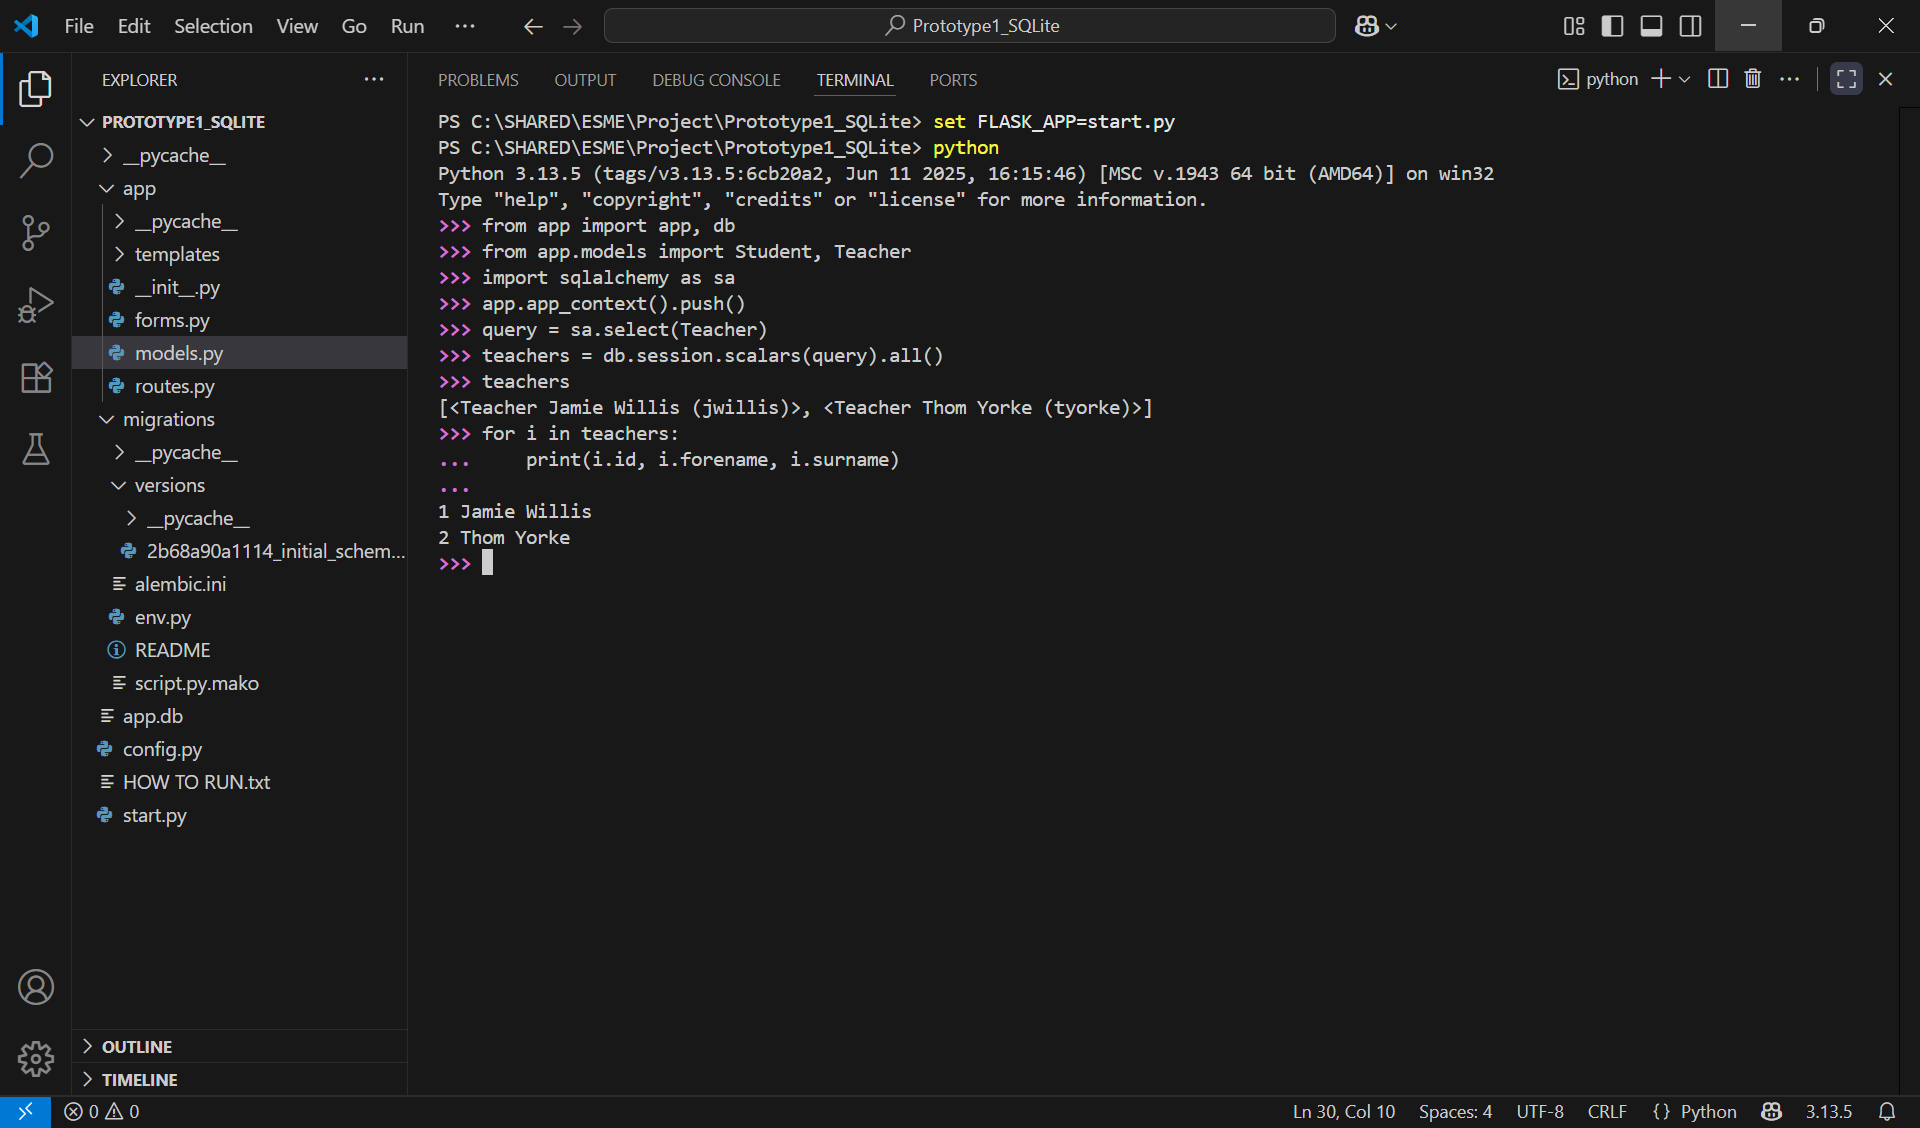 File Edit Selection View Go Run ··· Prototype1_SQLite
EXPLORER ···
PROTOTYPE1_SQLITE
__pycache__
app
__pycache__
templates
__init__.py
forms.py
models.py
routes.py
migrations
__pycache__
versions
__pycache__
2b68a90a1114_initial_schem...
alembic.ini
env.py
README
script.py.mako
app.db
config.py
HOW TO RUN.txt
start.py
OUTLINE
TIMELINE
PROBLEMS OUTPUT DEBUG CONSOLE TERMINAL PORTS python ···
PS C:\SHARED\ESME\Project\Prototype1_SQLite> set FLASK_APP=start.py
PS C:\SHARED\ESME\Project\Prototype1_SQLite> python
Python 3.13.5 (tags/v3.13.5:6cb20a2, Jun 11 2025, 16:15:46) [MSC v.1943 64 bit (AMD64)] on win32
Type "help", "copyright", "credits" or "license" for more information.
>>> from app import app, db
>>> from app.models import Student, Teacher
>>> import sqlalchemy as sa
>>> app.app_context().push()
>>> query = sa.select(Teacher)
>>> teachers = db.session.scalars(query).all()
>>> teachers
[<Teacher Jamie Willis (jwillis)>, <Teacher Thom Yorke (tyorke)>]
>>> for i in teachers:
...     print(i.id, i.forename, i.surname)
...
1 Jamie Willis
2 Thom Yorke
>>>
0 0 Ln 30, Col 10 Spaces: 4 UTF-8 CRLF {} Python 3.13.5